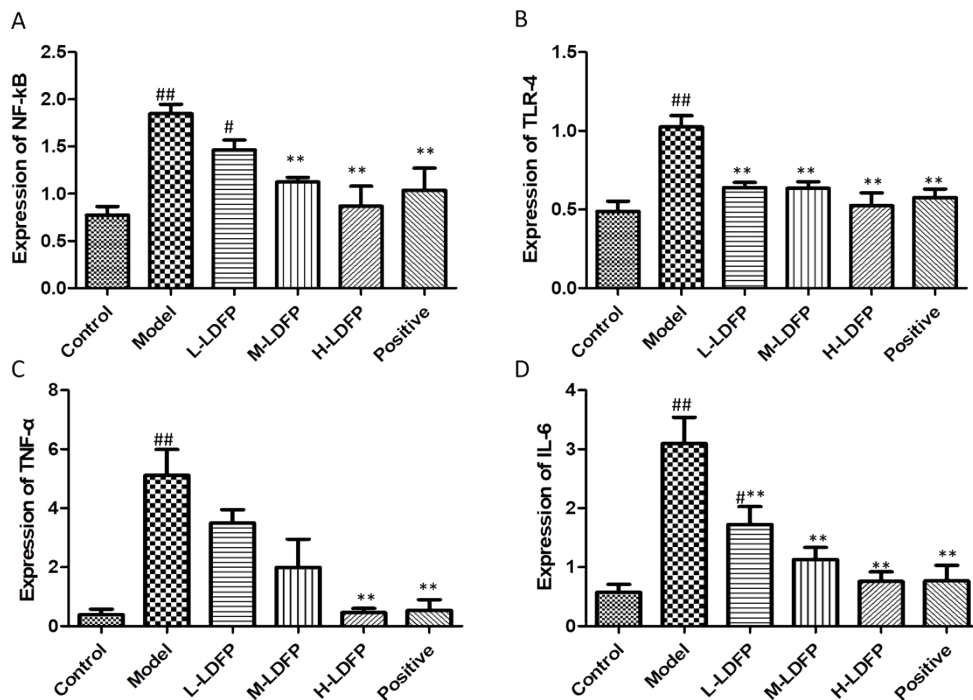 A
Expression of NF-kB
2.5
2.0
1.5
1.0
0.5
0.0
##
#
**
**
**
Control
Model
L-LDFP
M-LDFP
H-LDFP
Positive
B
Expression of TLR-4
1.5
1.0
0.5
0.0
##
**
**
**
**
Control
Model
L-LDFP
M-LDFP
H-LDFP
Positive
C
Expression of TNF-α
8
6
4
2
0
##
**
**
Control
Model
L-LDFP
M-LDFP
H-LDFP
Positive
D
Expression of IL-6
4
3
2
1
0
##
#**
**
**
**
Control
Model
L-LDFP
M-LDFP
H-LDFP
Positive